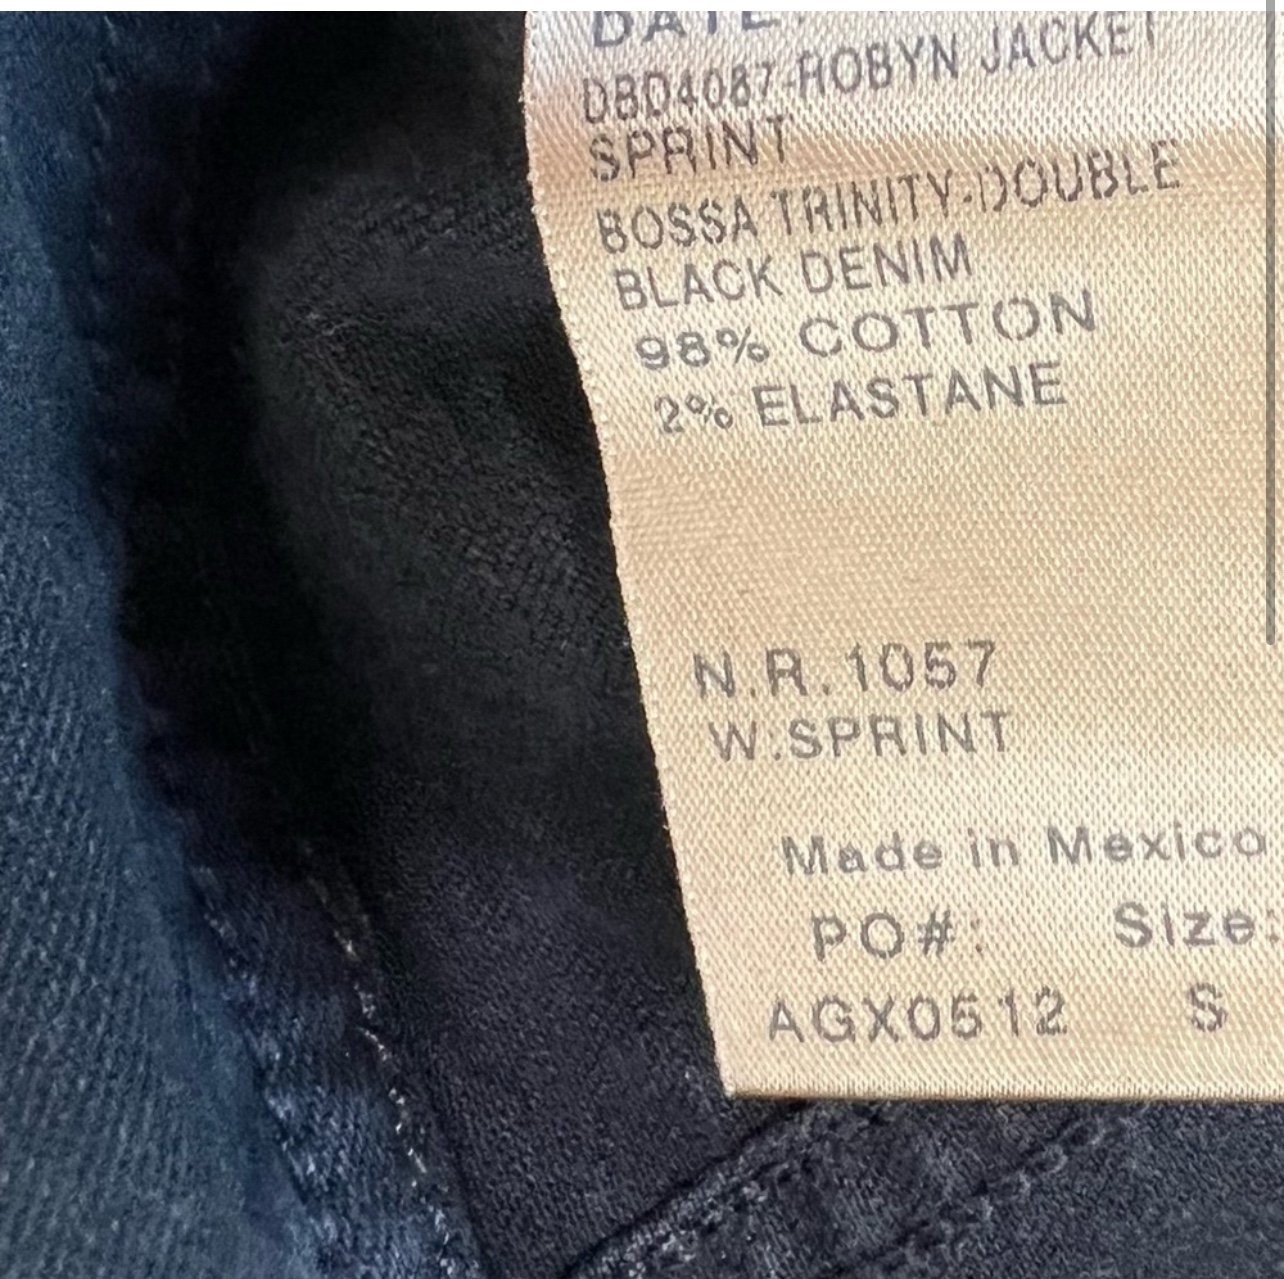 DATE:
DBD4087-ROBYN JACKET
SPRINT
BOSSA TRINITY-DOUBLE
BLACK DENIM
98% COTTON
2% ELASTANE
N.R.1057
W.SPRINT
Made in Mexico
PO#: Size:
AGX0512 S